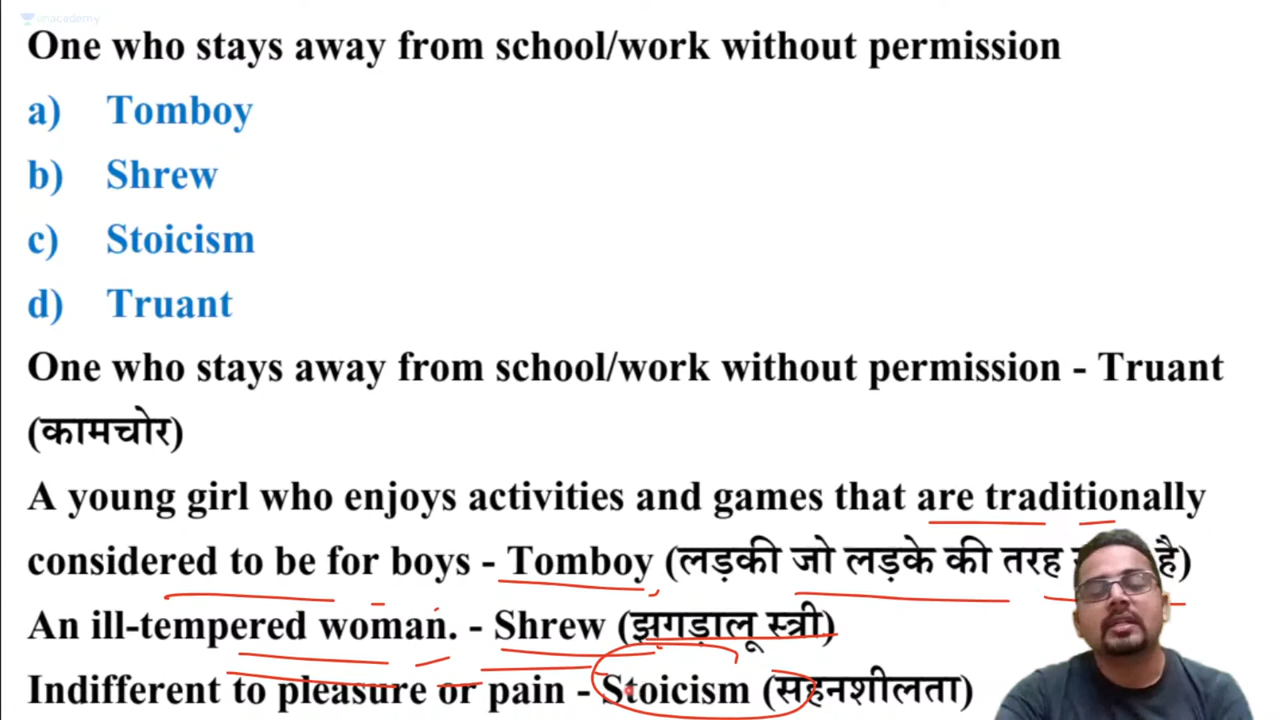 unacademy
One who stays away from school/work without permission
a) Tomboy
b) Shrew
c) Stoicism
d) Truant
One who stays away from school/work without permission - Truant
(कामचोर)
A young girl who enjoys activities and games that are traditionally
considered to be for boys - Tomboy (लड़की जो लड़के की तरह है)
An ill-tempered woman. - Shrew (झगड़ालू स्त्री)
Indifferent to pleasure or pain - Stoicism (सहनशीलता)